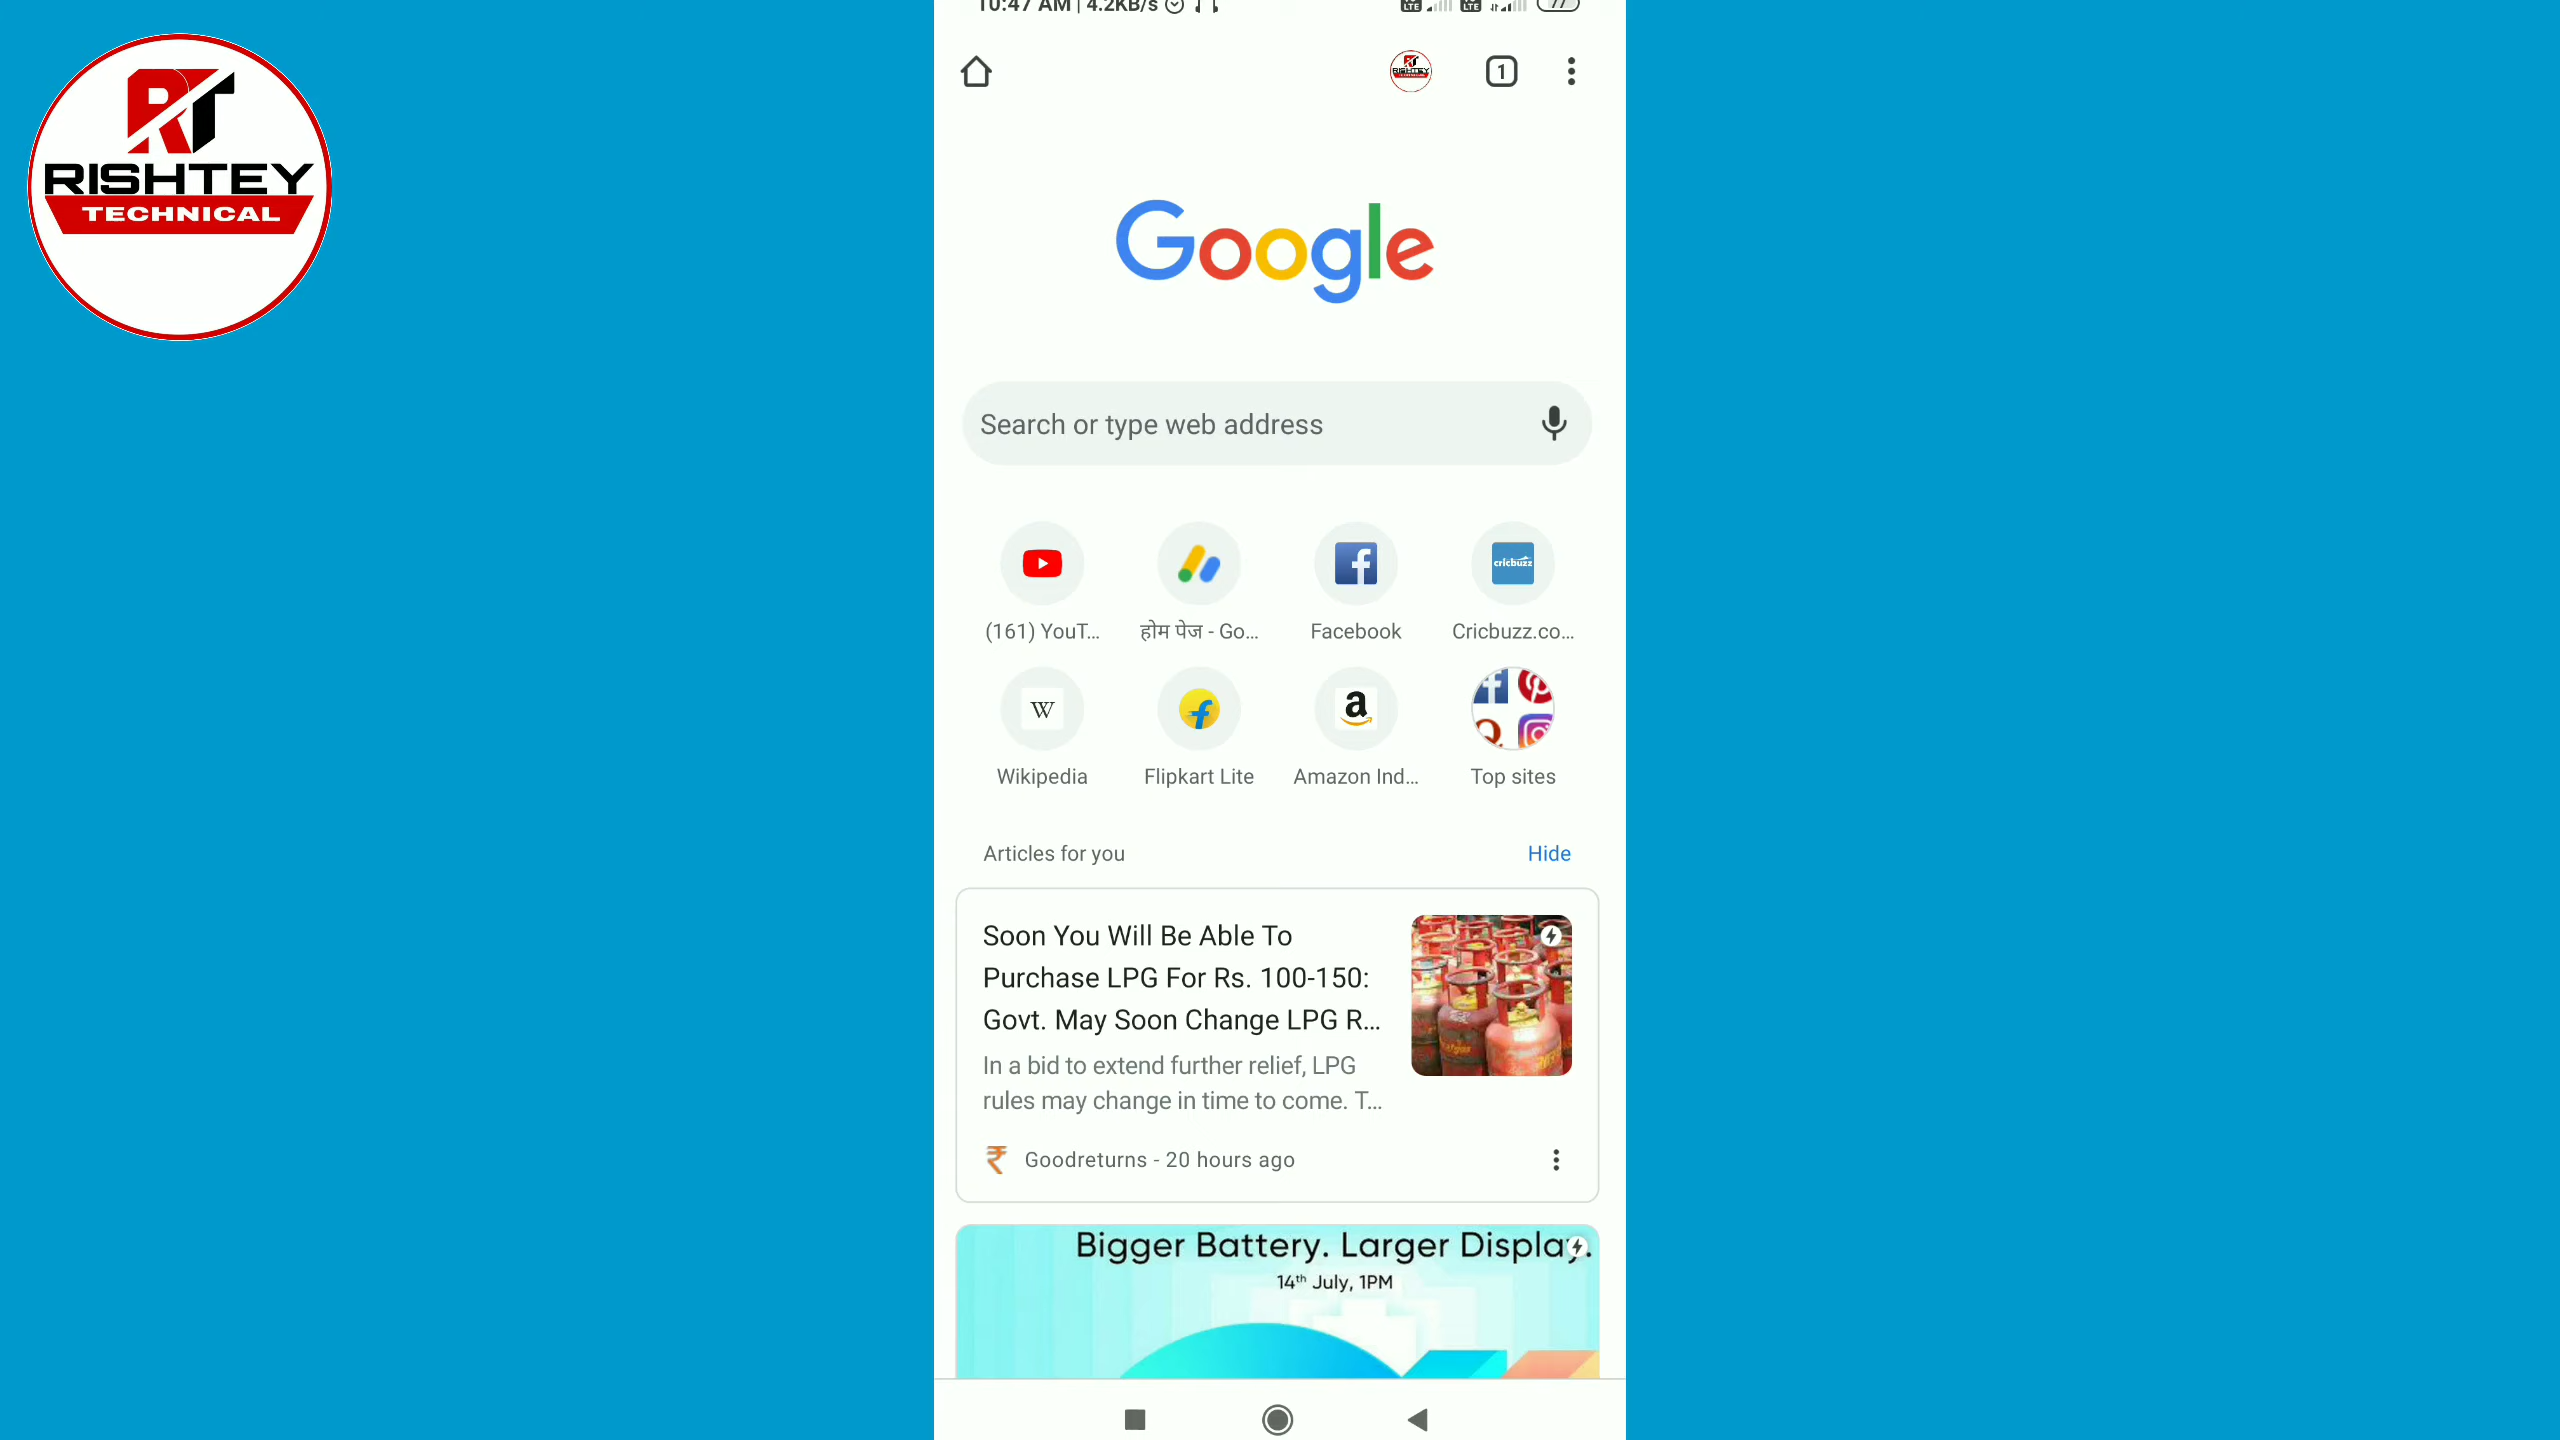 10:47 AM | 4.2KB/s
77
RT
RISHTEY
TECHNICAL
1
Google
Search or type web address
(161) YouT...
होम पेज - Go...
Facebook
Cricbuzz.co...
cricbuzz
Wikipedia
Flipkart Lite
Amazon Ind...
Top sites
Articles for you
Hide
Soon You Will Be Able To
Purchase LPG For Rs. 100-150:
Govt. May Soon Change LPG R...
In a bid to extend further relief, LPG
rules may change in time to come. T...
Goodreturns - 20 hours ago
Bigger Battery. Larger Display.
14th July, 1PM